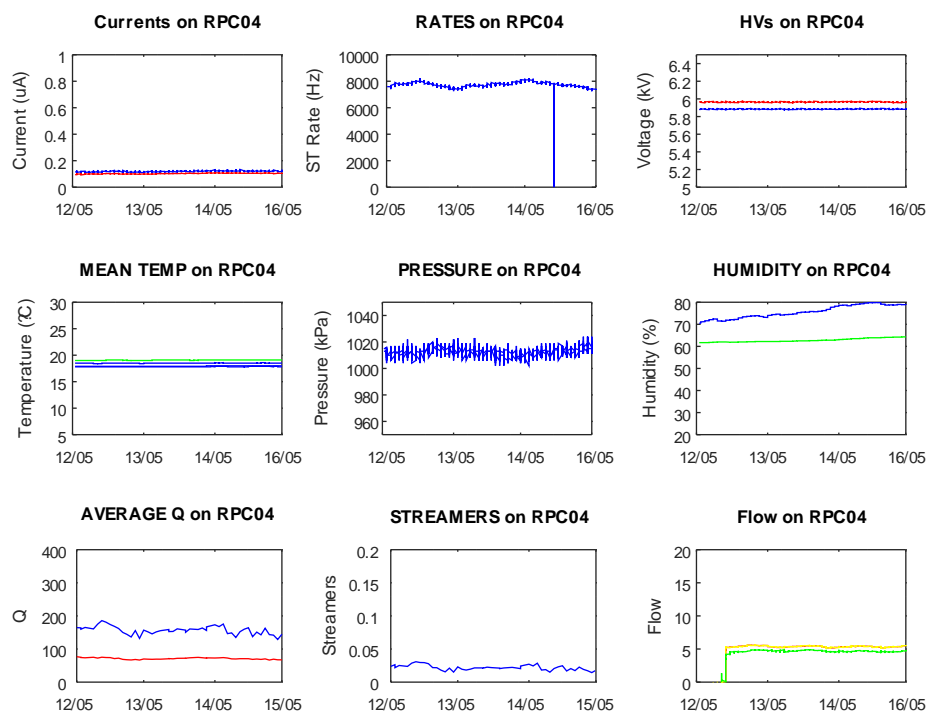 Currents on RPC04
RATES on RPC04
HVs on RPC04
Current (uA)
1
0.8
0.6
0.4
0.2
0
12/05 13/05 14/05 16/05
ST Rate (Hz)
10000
8000
6000
4000
2000
0
12/05 13/05 14/05 16/05
Voltage (kV)
6.4
6.2
6
5.8
5.6
5.4
5.2
5
12/05 13/05 14/05 16/05
MEAN TEMP on RPC04
PRESSURE on RPC04
HUMIDITY on RPC04
Temperature (?C)
30
25
20
15
10
5
12/05 13/05 14/05 16/05
Pressure (kPa)
1040
1020
1000
980
960
12/05 13/05 14/05 16/05
Humidity (%)
80
70
60
50
40
30
20
12/05 13/05 14/05 16/05
AVERAGE Q on RPC04
STREAMERS on RPC04
Flow on RPC04
Q
400
300
200
100
0
12/05 13/05 14/05 15/05
Streamers
0.2
0.15
0.1
0.05
0
12/05 13/05 14/05 15/05
Flow
20
15
10
5
0
12/05 13/05 14/05 16/05